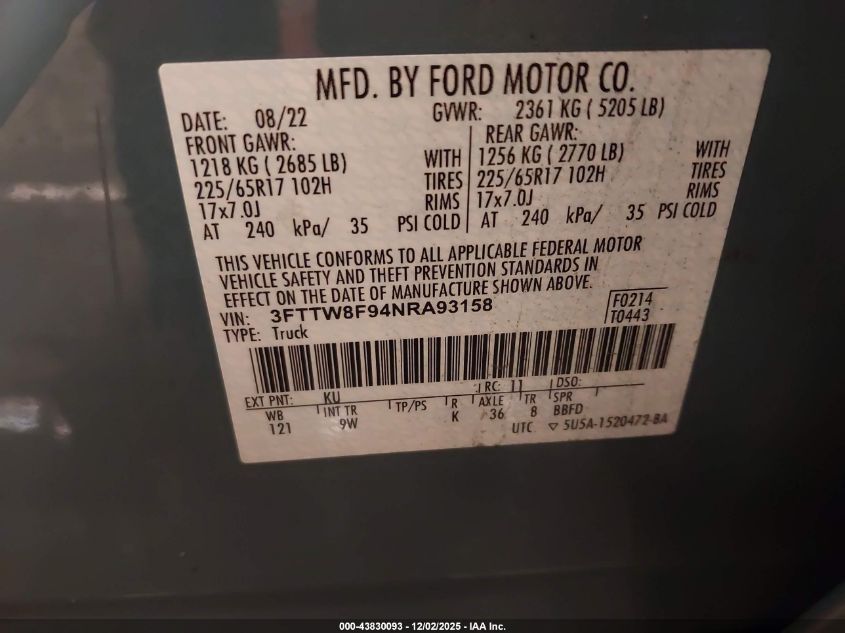 MFD. BY FORD MOTOR CO.
DATE: 08/22 GVWR: 2361 KG ( 5205 LB)
FRONT GAWR: REAR GAWR:
1218 KG ( 2685 LB) WITH 1256 KG ( 2770 LB) WITH
225/65R17 102H TIRES 225/65R17 102H TIRES
17x7.0J RIMS 17x7.0J RIMS
AT 240 kPa/ 35 PSI COLD AT 240 kPa/ 35 PSI COLD
THIS VEHICLE CONFORMS TO ALL APPLICABLE FEDERAL MOTOR
VEHICLE SAFETY AND THEFT PREVENTION STANDARDS IN
EFFECT ON THE DATE OF MANUFACTURE SHOWN ABOVE.
VIN: 3FTTW8F94NRA93158 F0214
TYPE: Truck T0443
EXT PNT: KU RC: 11 DSO:
WB INT TR TP/PS R AXLE TR SPR
121 9W K 36 8 BBFD
UTC ▽ 5U5A-1520472-BA
000-43830093 - 12/02/2025 - IAA Inc.